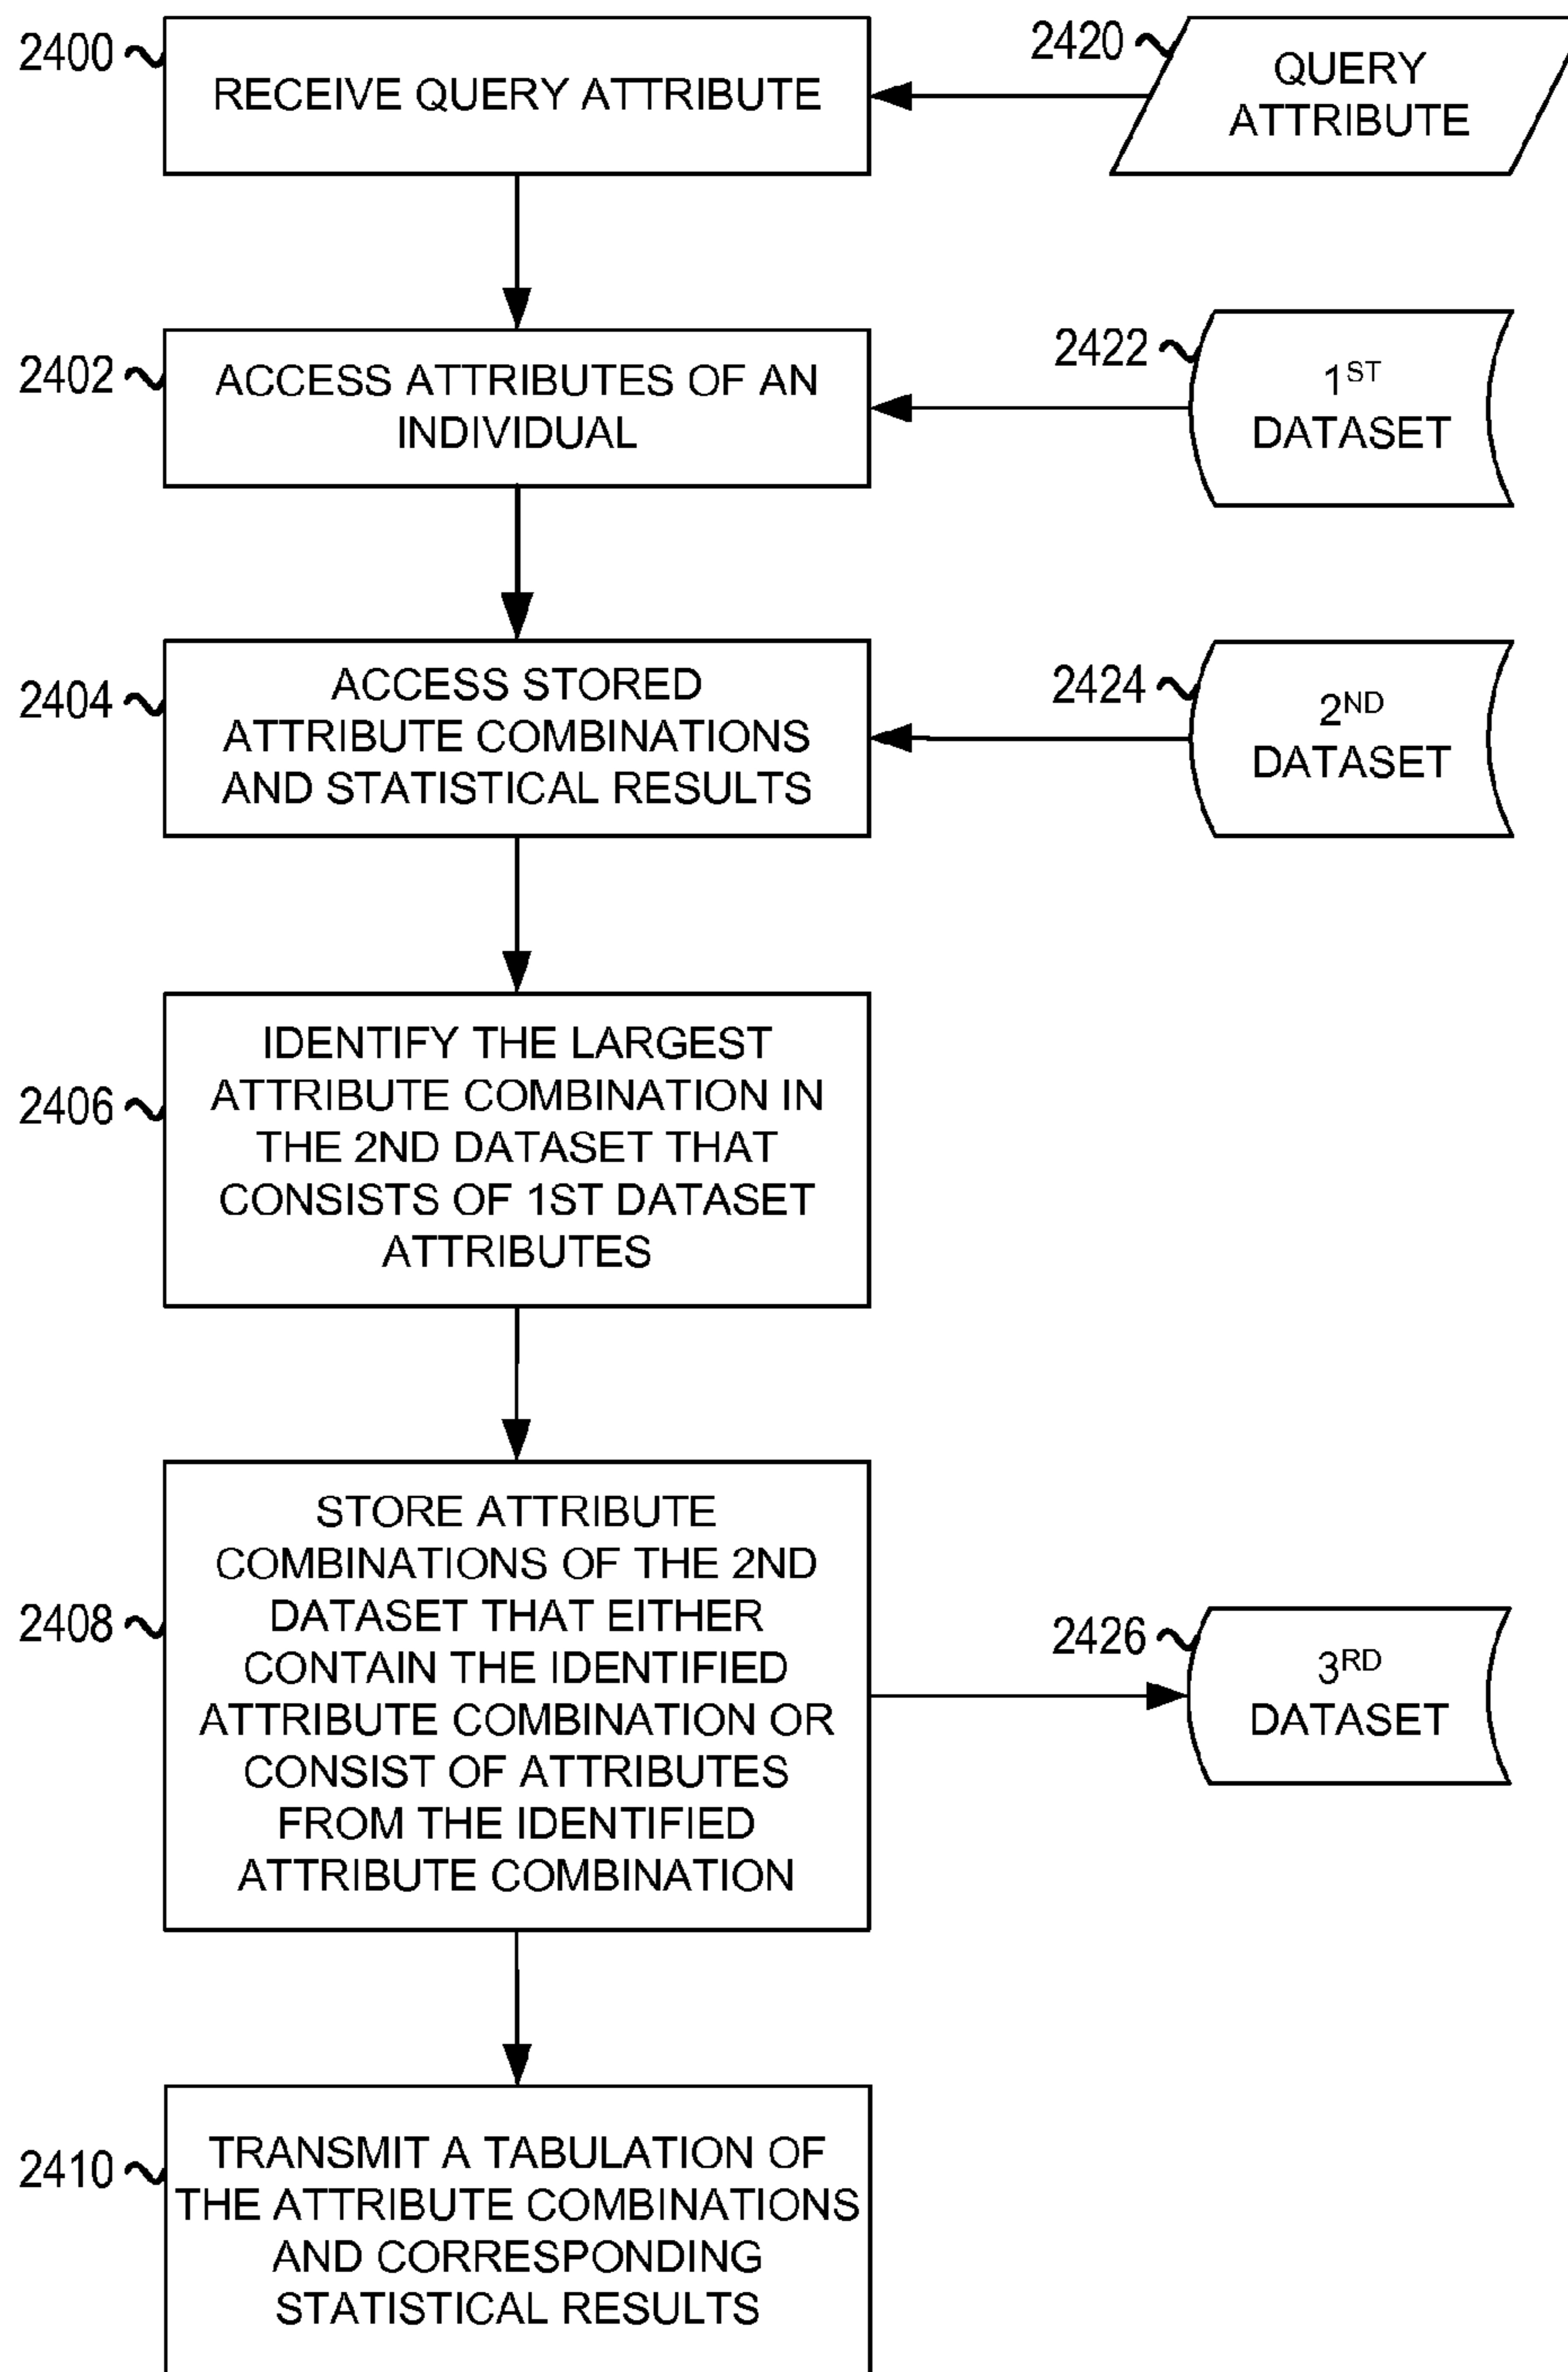 2400
RECEIVE QUERY ATTRIBUTE
2420
QUERY
ATTRIBUTE
2402
ACCESS ATTRIBUTES OF AN
INDIVIDUAL
2422
1ST
DATASET
2404
ACCESS STORED
ATTRIBUTE COMBINATIONS
AND STATISTICAL RESULTS
2424
2ND
DATASET
2406
IDENTIFY THE LARGEST
ATTRIBUTE COMBINATION IN
THE 2ND DATASET THAT
CONSISTS OF 1ST DATASET
ATTRIBUTES
2408
STORE ATTRIBUTE
COMBINATIONS OF THE 2ND
DATASET THAT EITHER
CONTAIN THE IDENTIFIED
ATTRIBUTE COMBINATION OR
CONSIST OF ATTRIBUTES
FROM THE IDENTIFIED
ATTRIBUTE COMBINATION
2426
3RD
DATASET
2410
TRANSMIT A TABULATION OF
THE ATTRIBUTE COMBINATIONS
AND CORRESPONDING
STATISTICAL RESULTS